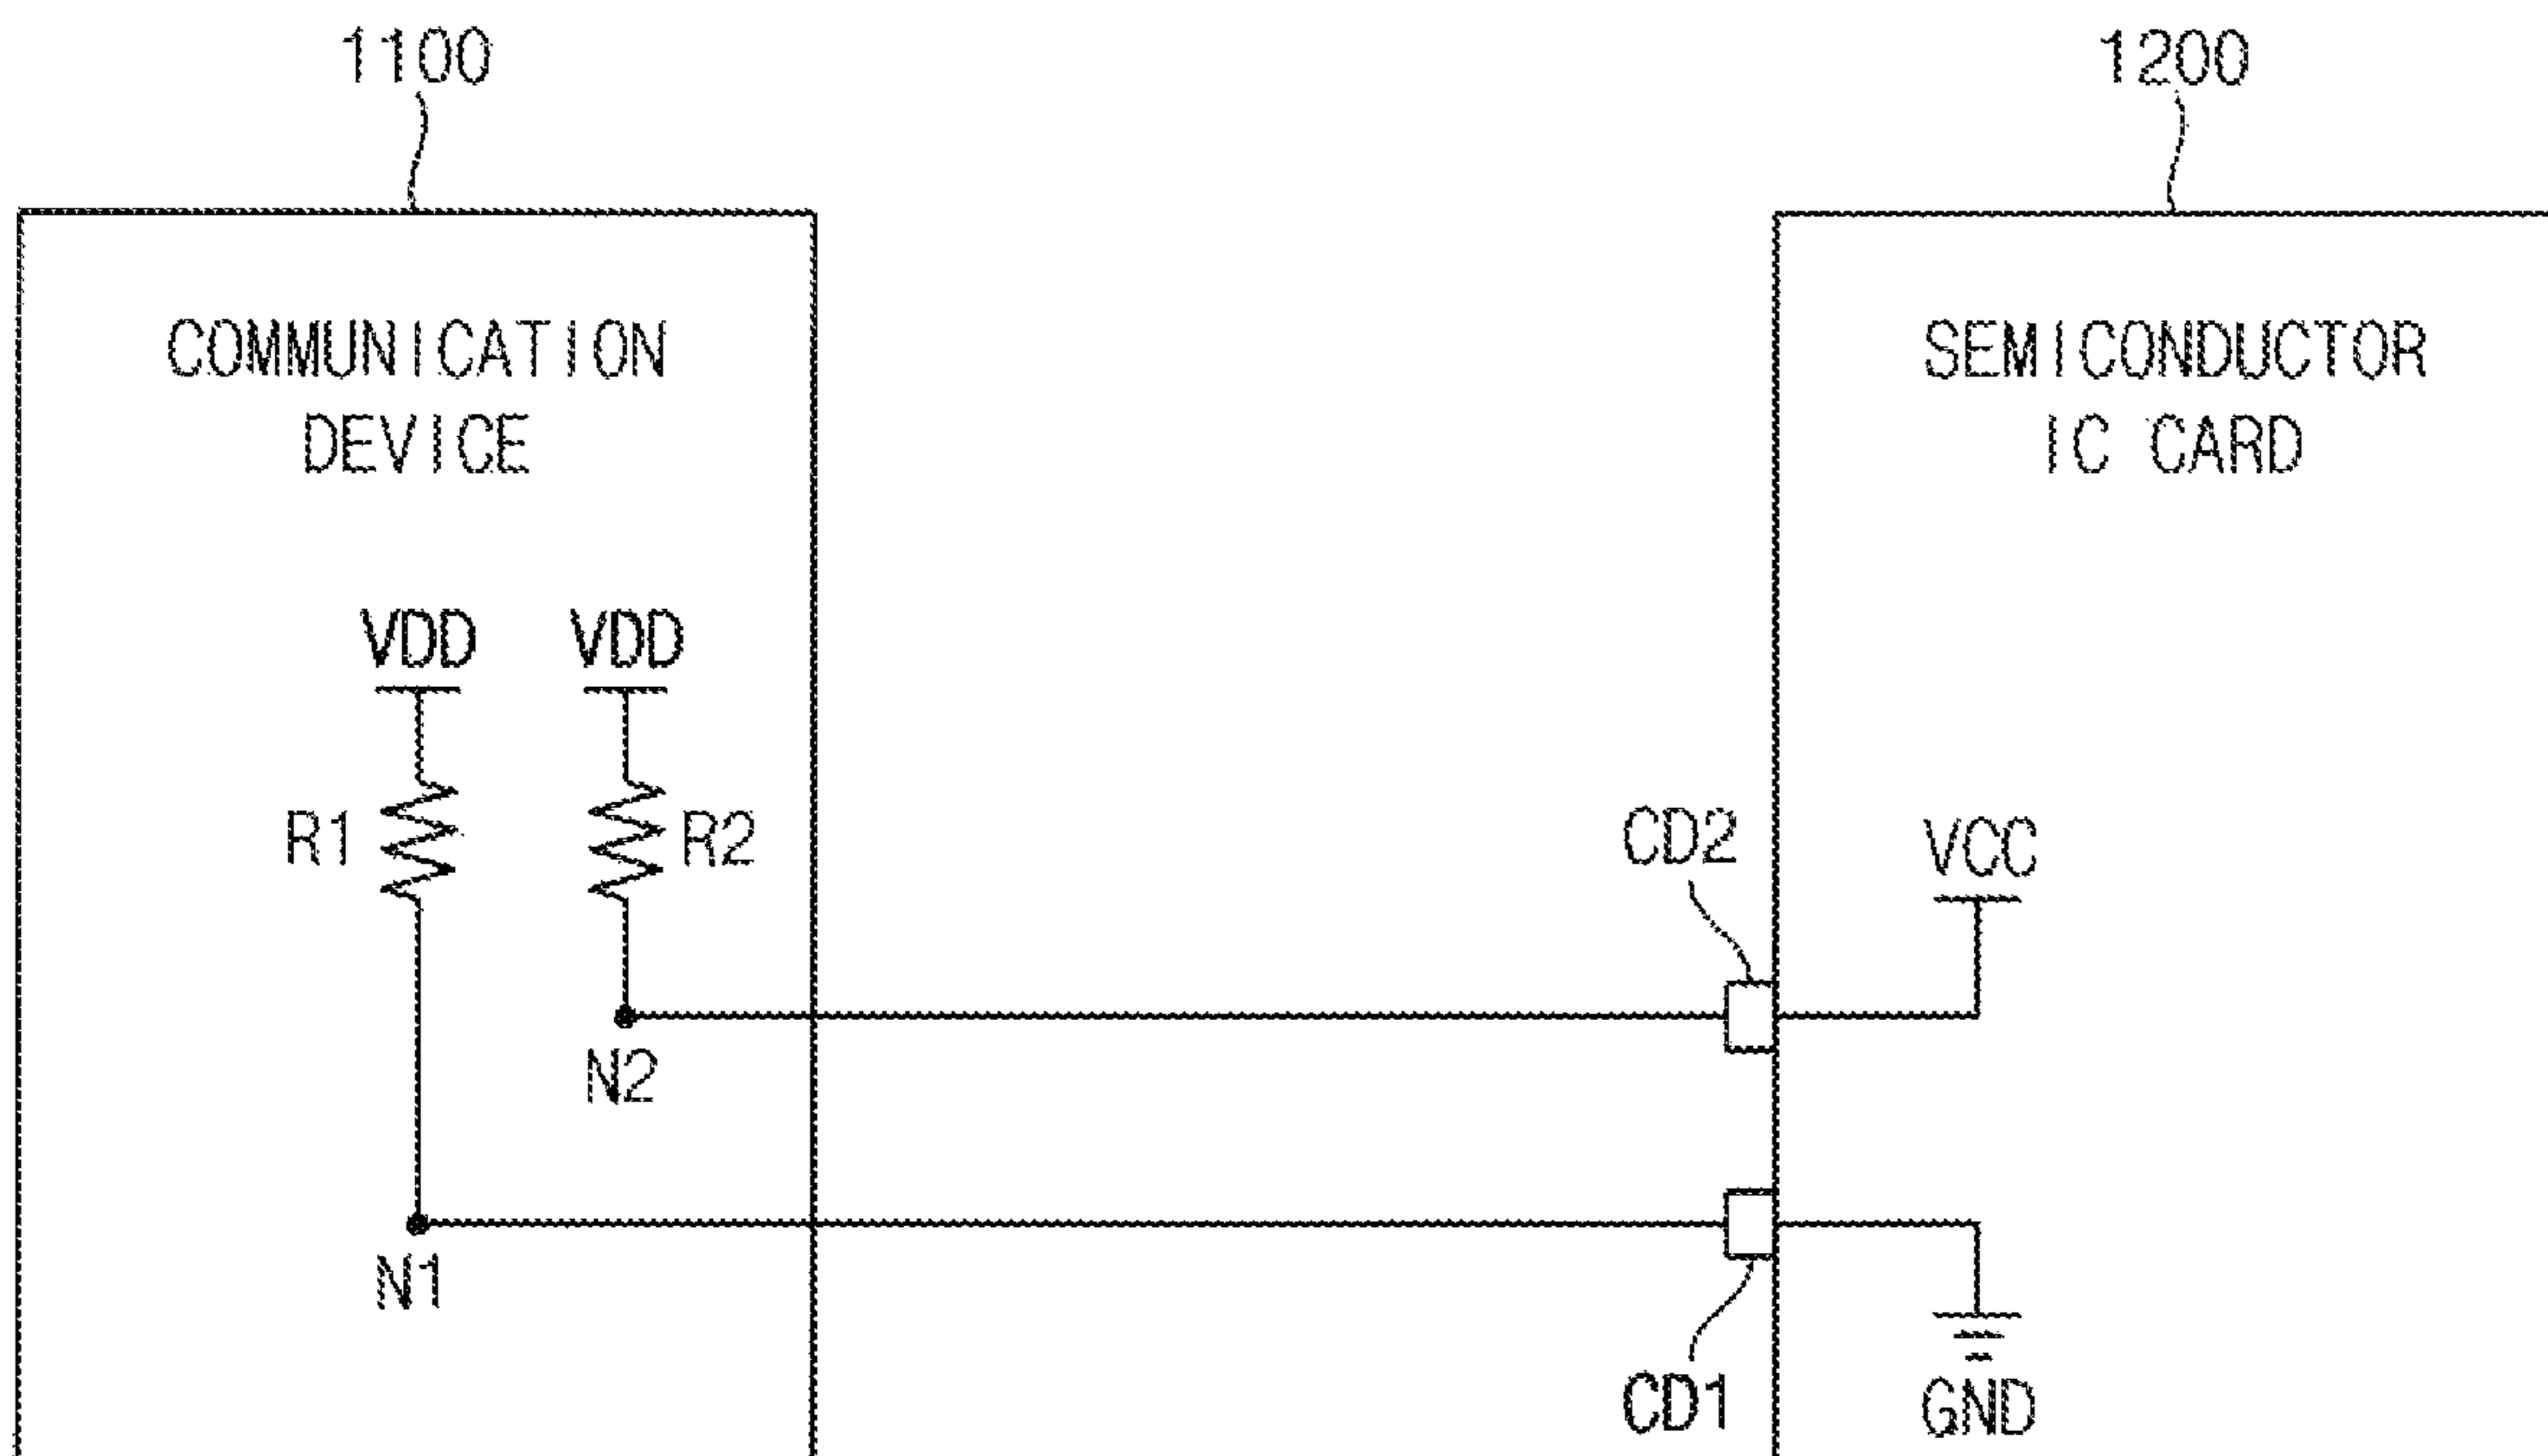 1100
1200
COMMUNICATION
DEVICE
SEMICONDUCTOR
IC CARD
VDD
VDD
R1
R2
CD2
VCC
N2
N1
CD1
GND